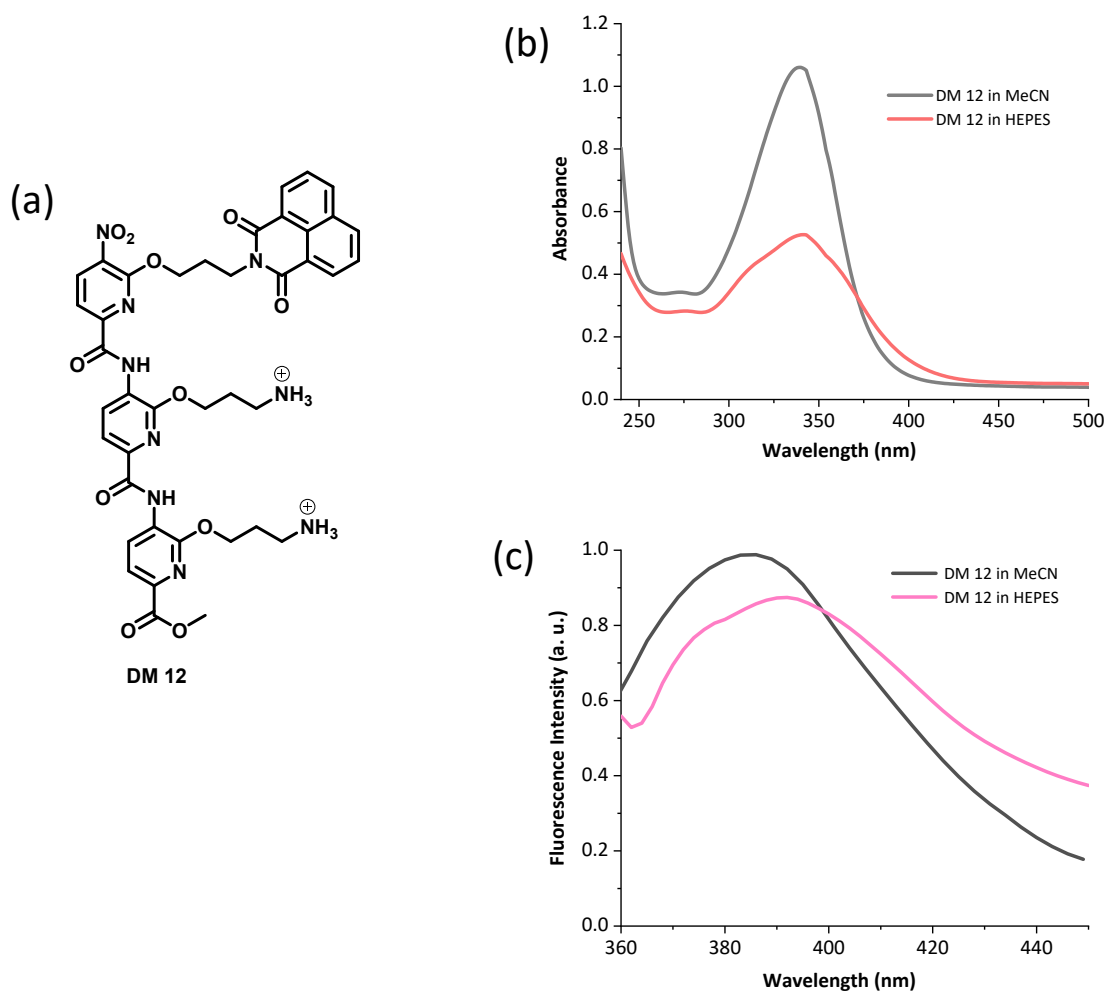 (a)
NO₂
O
O
N
O
N
O
NH
O
⊕
NH₃
N
O
NH
O
⊕
NH₃
N
O
O
DM 12
(b)
1.2
1.0
0.8
0.6
0.4
0.2
0.0
Absorbance
DM 12 in MeCN
DM 12 in HEPES
250 300 350 400 450 500
Wavelength (nm)
(c)
1.0
0.8
0.6
0.4
0.2
0.0
Fluorescence Intensity (a. u.)
DM 12 in MeCN
DM 12 in HEPES
360 380 400 420 440
Wavelength (nm)